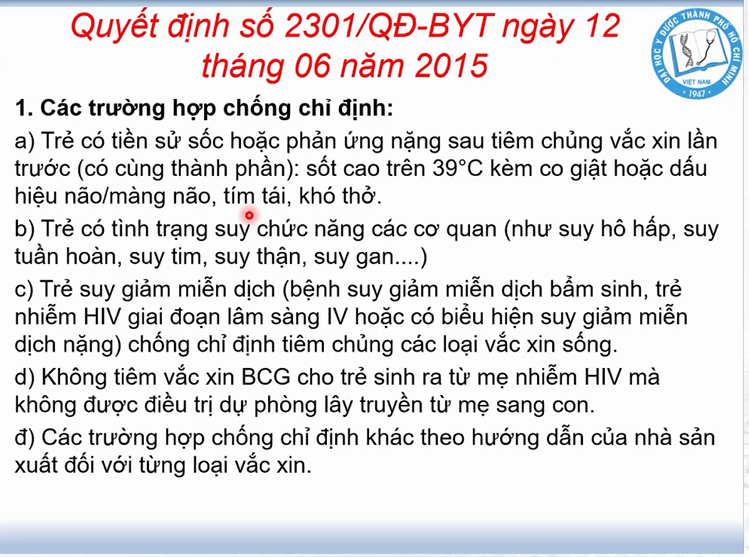 Quyết định số 2301/QĐ-BYT ngày 12
tháng 06 năm 2015
ĐẠI HỌC Y DƯỢC THÀNH PHỐ HỒ CHÍ MINH
VIỆT NAM
1947
1. Các trường hợp chống chỉ định:
a) Trẻ có tiền sử sốc hoặc phản ứng nặng sau tiêm chủng vắc xin lần
trước (có cùng thành phần): sốt cao trên 39°C kèm co giật hoặc dấu
hiệu não/màng não, tím tái, khó thở.
b) Trẻ có tình trạng suy chức năng các cơ quan (như suy hô hấp, suy
tuần hoàn, suy tim, suy thận, suy gan....)
c) Trẻ suy giảm miễn dịch (bệnh suy giảm miễn dịch bẩm sinh, trẻ
nhiễm HIV giai đoạn lâm sàng IV hoặc có biểu hiện suy giảm miễn
dịch nặng) chống chỉ định tiêm chủng các loại vắc xin sống.
d) Không tiêm vắc xin BCG cho trẻ sinh ra từ mẹ nhiễm HIV mà
không được điều trị dự phòng lây truyền từ mẹ sang con.
đ) Các trường hợp chống chỉ định khác theo hướng dẫn của nhà sản
xuất đối với từng loại vắc xin.